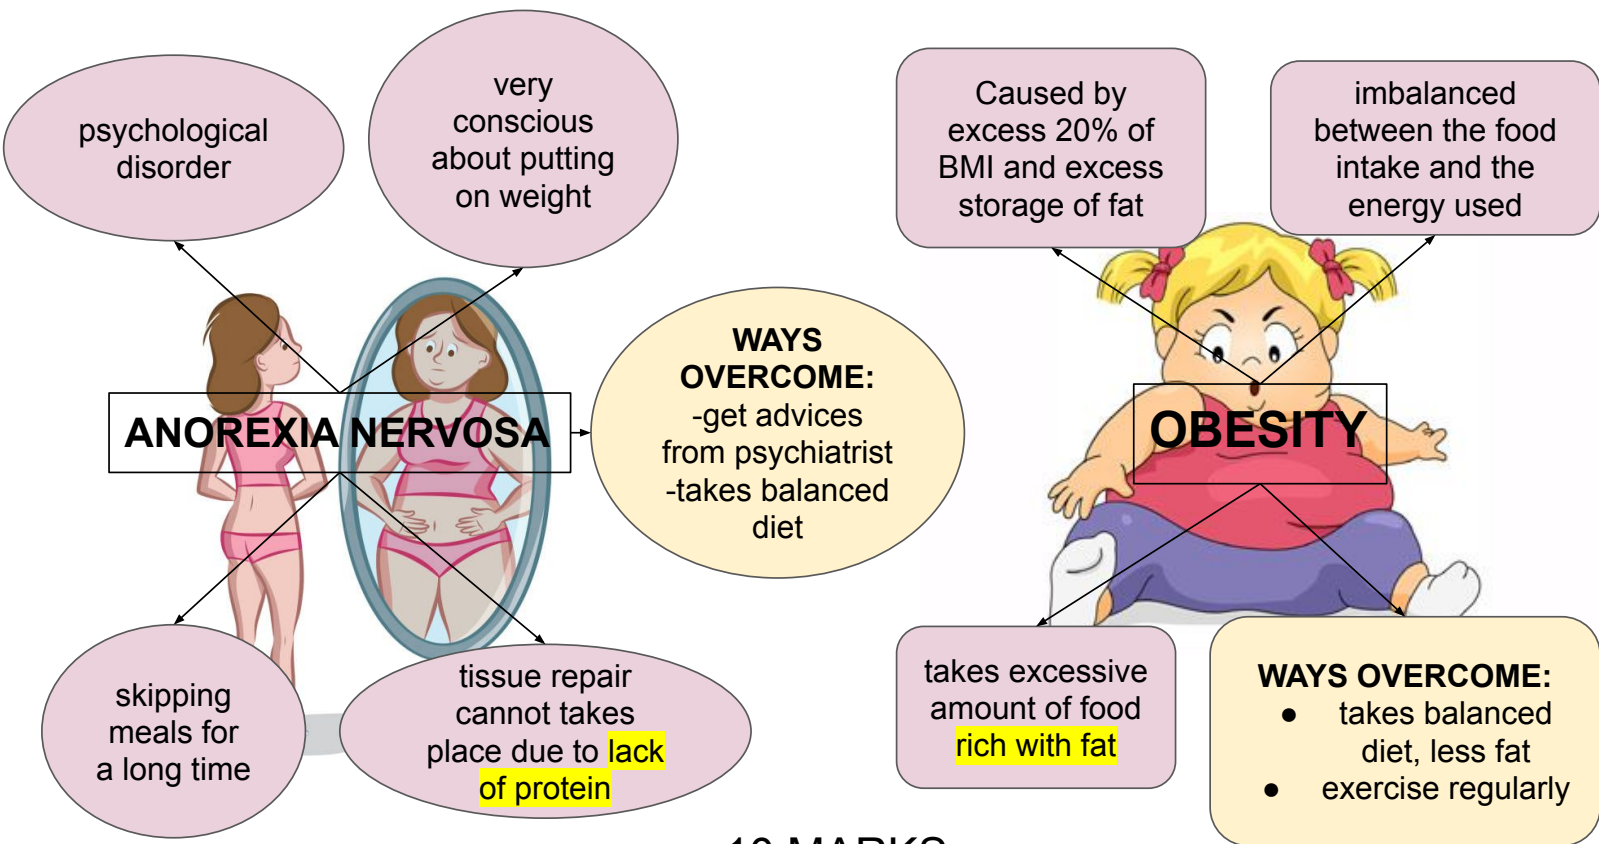 psychological
disorder
very
conscious
about putting
on weight
ANOREXIA NERVOSA
WAYS
OVERCOME:
-get advices
from psychiatrist
-takes balanced
diet
skipping
meals for
a long time
tissue repair
cannot takes
place due to lack
of protein
Caused by
excess 20% of
BMI and excess
storage of fat
imbalanced
between the food
intake and the
energy used
OBESITY
takes excessive
amount of food
rich with fat
WAYS OVERCOME:
● takes balanced
diet, less fat
● exercise regularly
10 MARKS